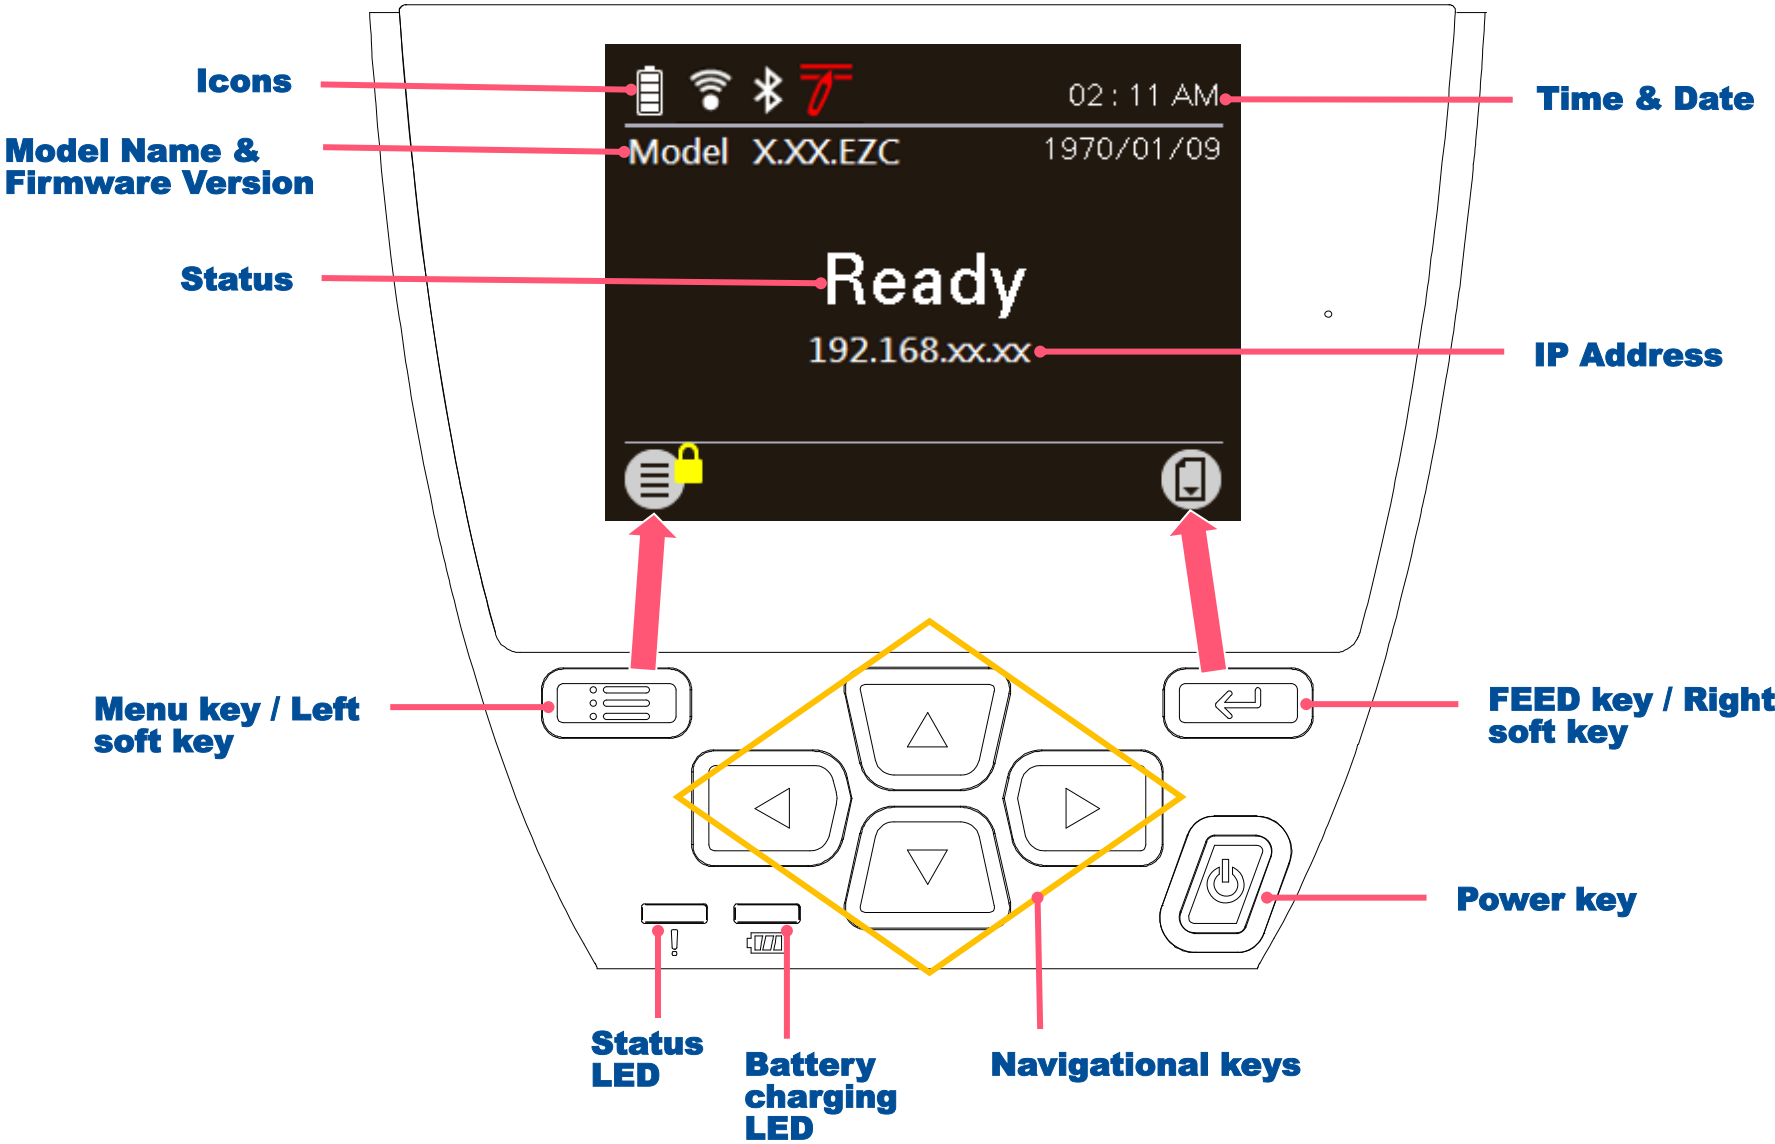 Icons
Time & Date
02 : 11 AM
Model Name &
Firmware Version
Model X.XX.EZC
1970/01/09
Status
Ready
192.168.xx.xx
IP Address
Menu key / Left
soft key
FEED key / Right
soft key
Power key
!
Status
LED
Battery
charging
LED
Navigational keys